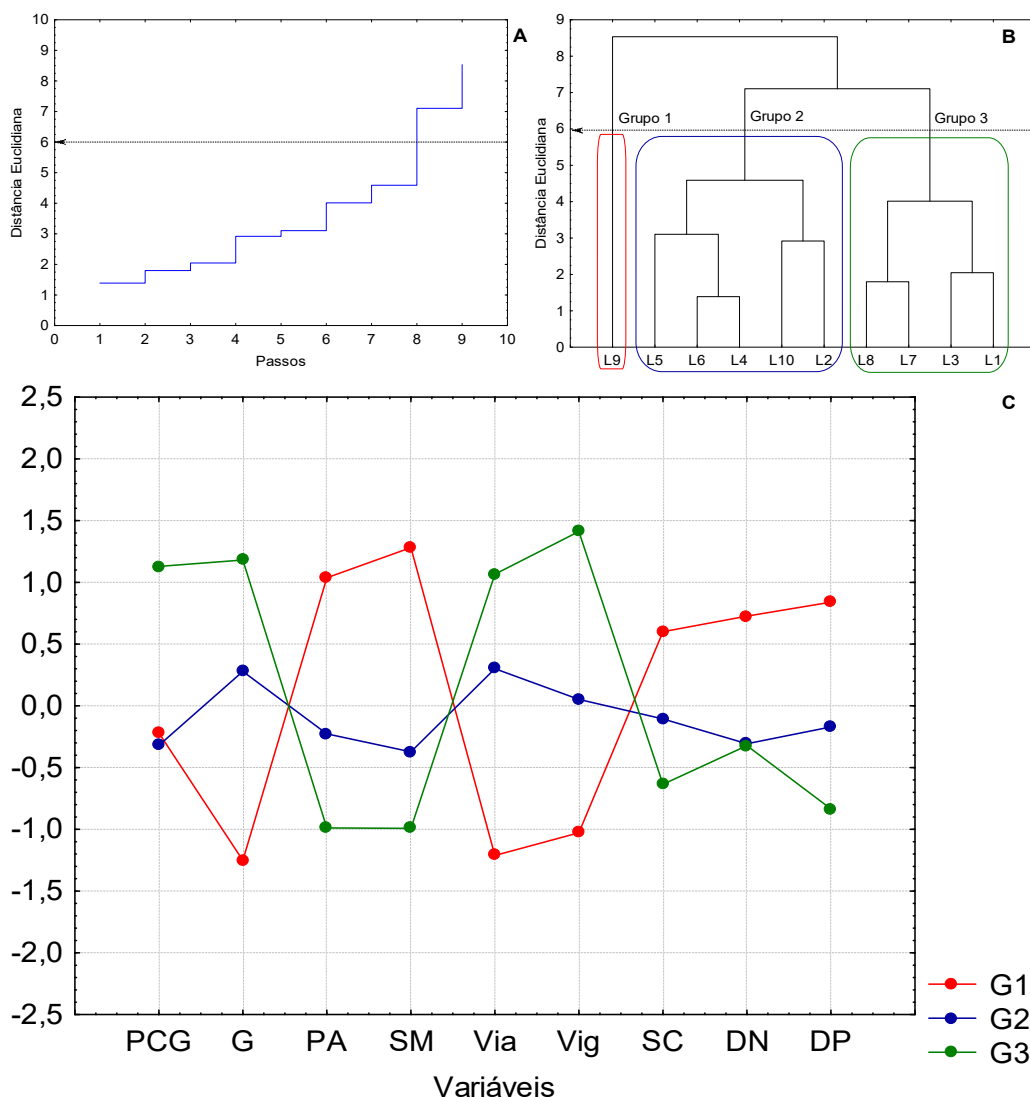 A
Distância Euclidiana
10
9
8
7
6
5
4
3
2
1
0
0 1 2 3 4 5 6 7 8 9 10
Passos
B
Distância Euclidiana
9
8
7
6
5
4
3
2
1
0
Grupo 1 Grupo 2 Grupo 3
L9 L5 L6 L4 L10 L2 L8 L7 L3 L1
C
2,5
2,0
1,5
1,0
0,5
0,0
-0,5
-1,0
-1,5
-2,0
-2,5
PCG G PA SM Via Vig SC DN DP
Variáveis
G1
G2
G3